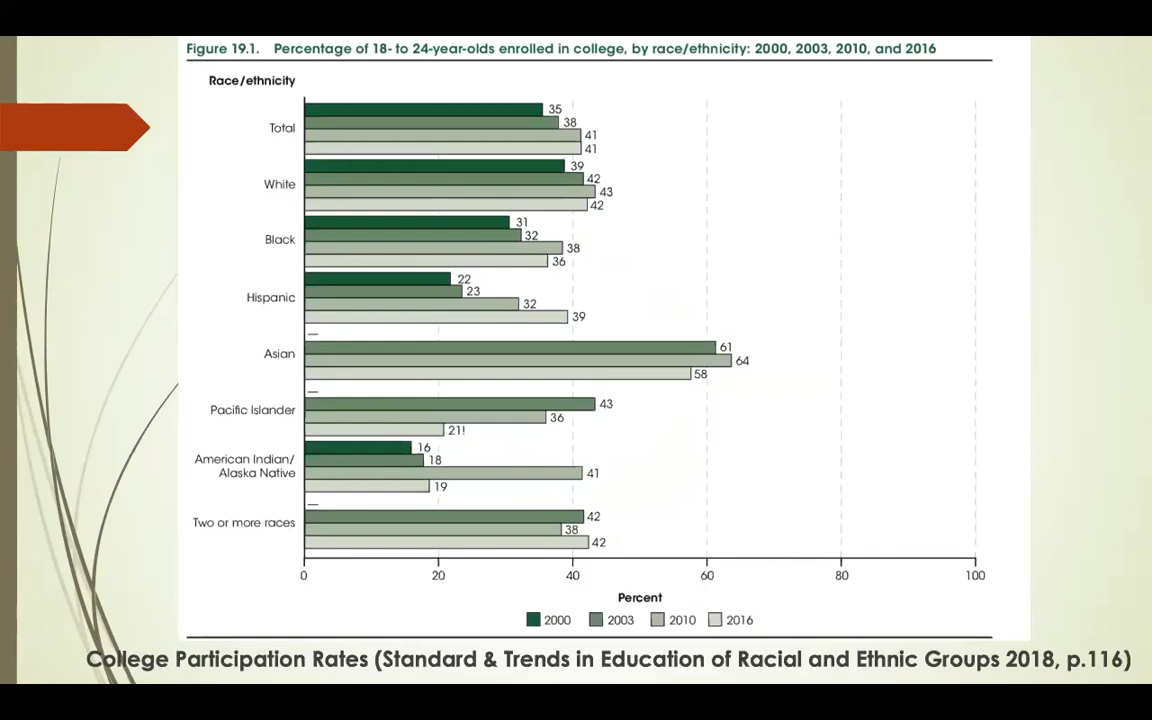 Figure 19.1. Percentage of 18- to 24-year-olds enrolled in college, by race/ethnicity: 2000, 2003, 2010, and 2016
Race/ethnicity
Total
35
38
41
41
White
39
42
43
42
Black
31
32
38
36
Hispanic
22
23
32
39
Asian
—
61
64
58
Pacific Islander
—
43
36
21!
American Indian/
Alaska Native
16
18
41
19
Two or more races
—
42
38
42
0 20 40 60 80 100
Percent
2000 2003 2010 2016
College Participation Rates (Standard & Trends in Education of Racial and Ethnic Groups 2018, p.116)